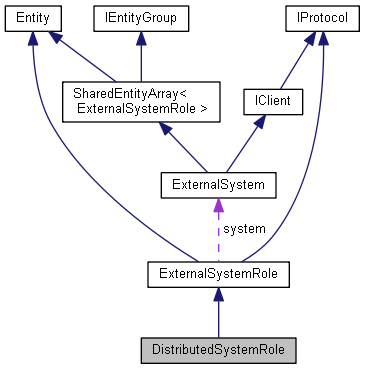 Entity
IEntityGroup
IProtocol
SharedEntityArray<
ExternalSystemRole >
IClient
ExternalSystem
system
ExternalSystemRole
DistributedSystemRole